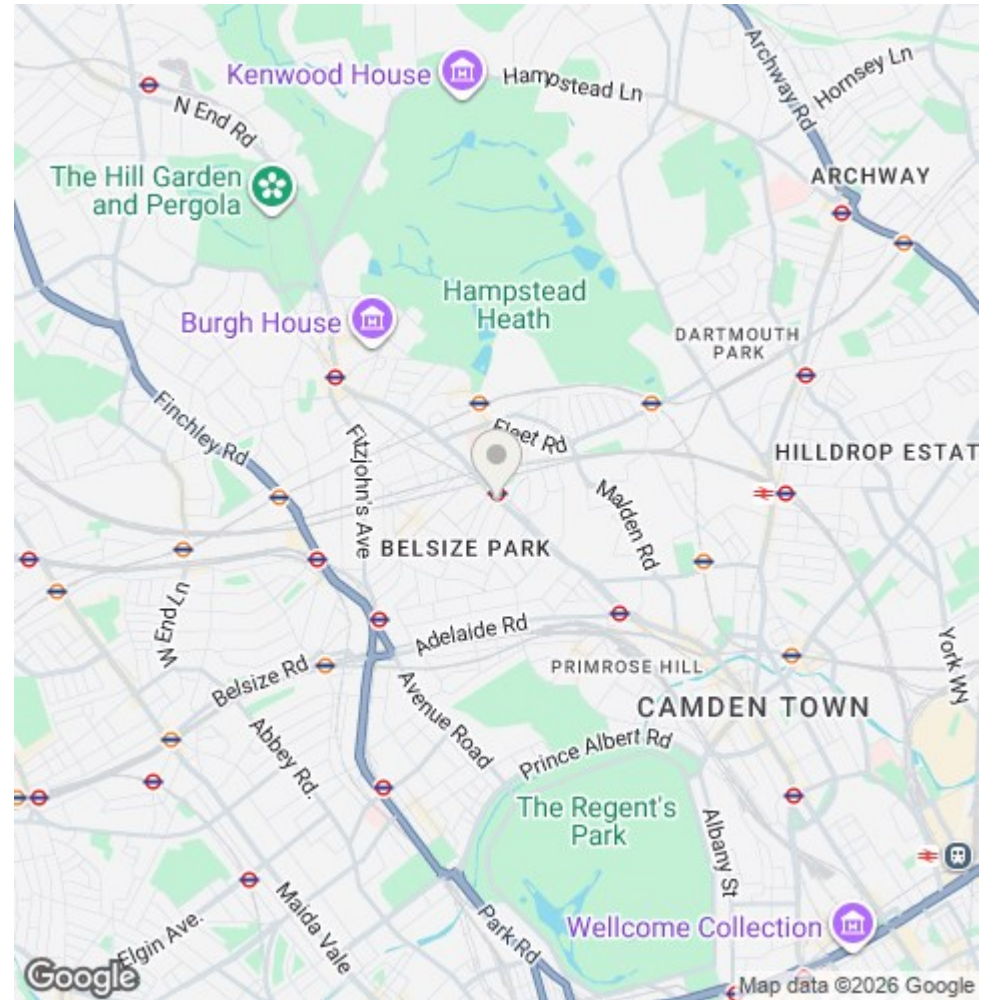 Kenwood House
Hampstead Ln
Archway Rd
Hornsey Ln
N End Rd
The Hill Garden
and Pergola
ARCHWAY
Hampstead
Heath
Burgh House
DARTMOUTH
PARK
Finchley Rd
Fitzjohn's Ave
Fleet Rd
HILLDROP ESTAT
Malden Rd
BELSIZE PARK
W End Ln
Adelaide Rd
York Wy
Belsize Rd
PRIMROSE HILL
Avenue Road
CAMDEN TOWN
Abbey Rd.
Prince Albert Rd
The Regent's
Park
Albany St
Maida Vale
Elgin Ave.
Park Rd
Wellcome Collection
Google
Map data ©2026 Google